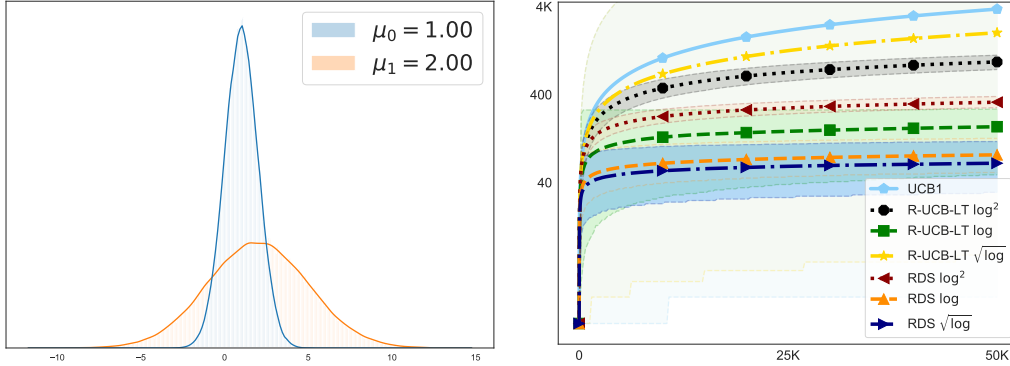 μ₀ = 1.00
μ₁ = 2.00
−10 −5 0 5 10 15
4K
400
40
UCB1
R-UCB-LT log²
R-UCB-LT log
R-UCB-LT √log
RDS log²
RDS log
RDS √log
0 25K 50K